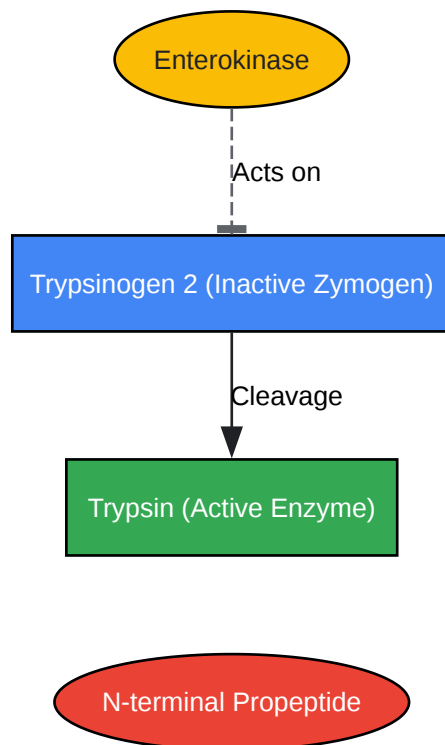 Enterokinase
Acts on
Trypsinogen 2 (Inactive Zymogen)
Cleavage
Trypsin (Active Enzyme)
N-terminal Propeptide